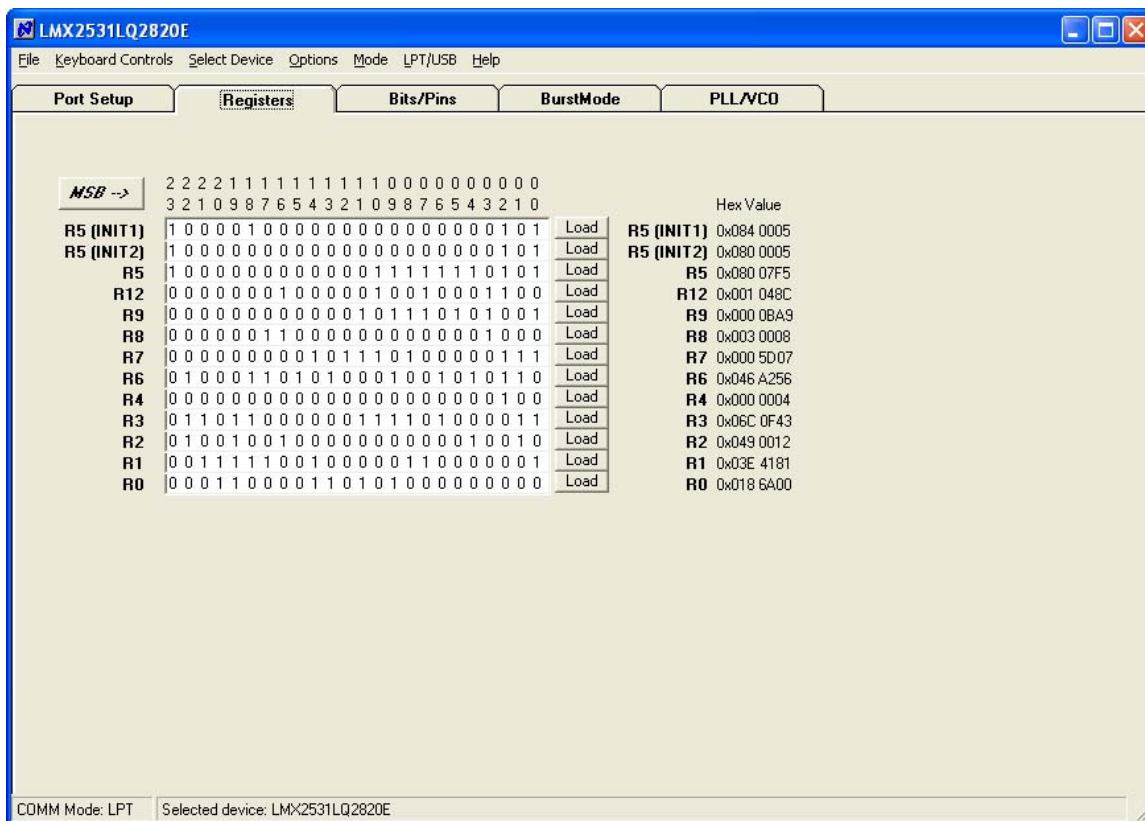 LMX2531LQ2820E
File Keyboard Controls Select Device Options Mode LPT/USB Help
Port Setup Registers Bits/Pins BurstMode PLL/VCO
MSB --> 2 2 2 2 1 1 1 1 1 1 1 1 1 1 0 0 0 0 0 0 0 0 0 0
3 2 1 0 9 8 7 6 5 4 3 2 1 0 9 8 7 6 5 4 3 2 1 0 Hex Value
R5 (INIT1) 1 0 0 0 0 1 0 0 0 0 0 0 0 0 0 0 0 0 0 0 0 1 0 1 Load R5 (INIT1) 0x084 0005
R5 (INIT2) 1 0 0 0 0 0 0 0 0 0 0 0 0 0 0 0 0 0 0 0 0 1 0 1 Load R5 (INIT2) 0x080 0005
R5 1 0 0 0 0 0 0 0 0 0 0 0 0 1 1 1 1 1 1 1 0 1 0 1 Load R5 0x080 07F5
R12 0 0 0 0 0 0 0 1 0 0 0 0 0 1 0 0 1 0 0 0 1 1 0 0 Load R12 0x001 048C
R9 0 0 0 0 0 0 0 0 0 0 0 0 1 0 1 1 1 0 1 0 1 0 0 1 Load R9 0x000 0BA9
R8 0 0 0 0 0 0 1 1 0 0 0 0 0 0 0 0 0 0 0 0 1 0 0 0 Load R8 0x003 0008
R7 0 0 0 0 0 0 0 0 0 1 0 1 1 1 0 1 0 0 0 0 0 1 1 1 Load R7 0x000 5D07
R6 0 1 0 0 0 1 1 0 1 0 1 0 0 0 1 0 0 1 0 1 0 1 1 0 Load R6 0x046 A256
R4 0 0 0 0 0 0 0 0 0 0 0 0 0 0 0 0 0 0 0 0 0 1 0 0 Load R4 0x000 0004
R3 0 1 1 0 1 1 0 0 0 0 0 0 1 1 1 1 0 1 0 0 0 0 1 1 Load R3 0x06C 0F43
R2 0 1 0 0 1 0 0 1 0 0 0 0 0 0 0 0 0 0 0 1 0 0 1 0 Load R2 0x049 0012
R1 0 0 1 1 1 1 1 0 0 1 0 0 0 0 0 1 1 0 0 0 0 0 0 1 Load R1 0x03E 4181
R0 0 0 0 1 1 0 0 0 0 1 1 0 1 0 1 0 0 0 0 0 0 0 0 0 Load R0 0x018 6A00
COMM Mode: LPT Selected device: LMX2531LQ2820E